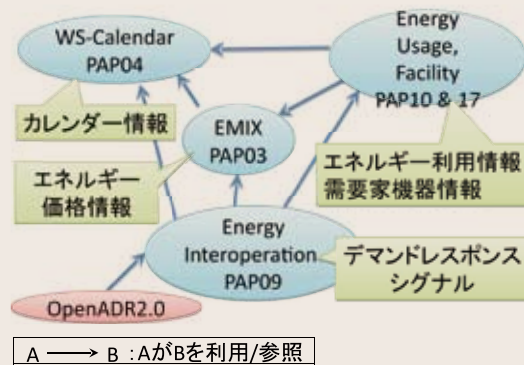 WS-Calendar
PAP04
Energy
Usage,
Facility
PAP10 & 17
カレンダー情報
EMIX
PAP03
エネルギー
価格情報
エネルギー利用情報
需要家機器情報
Energy
Interoperation
PAP09
デマンドレスポンス
シグナル
OpenADR2.0
A → B :AがBを利用/参照